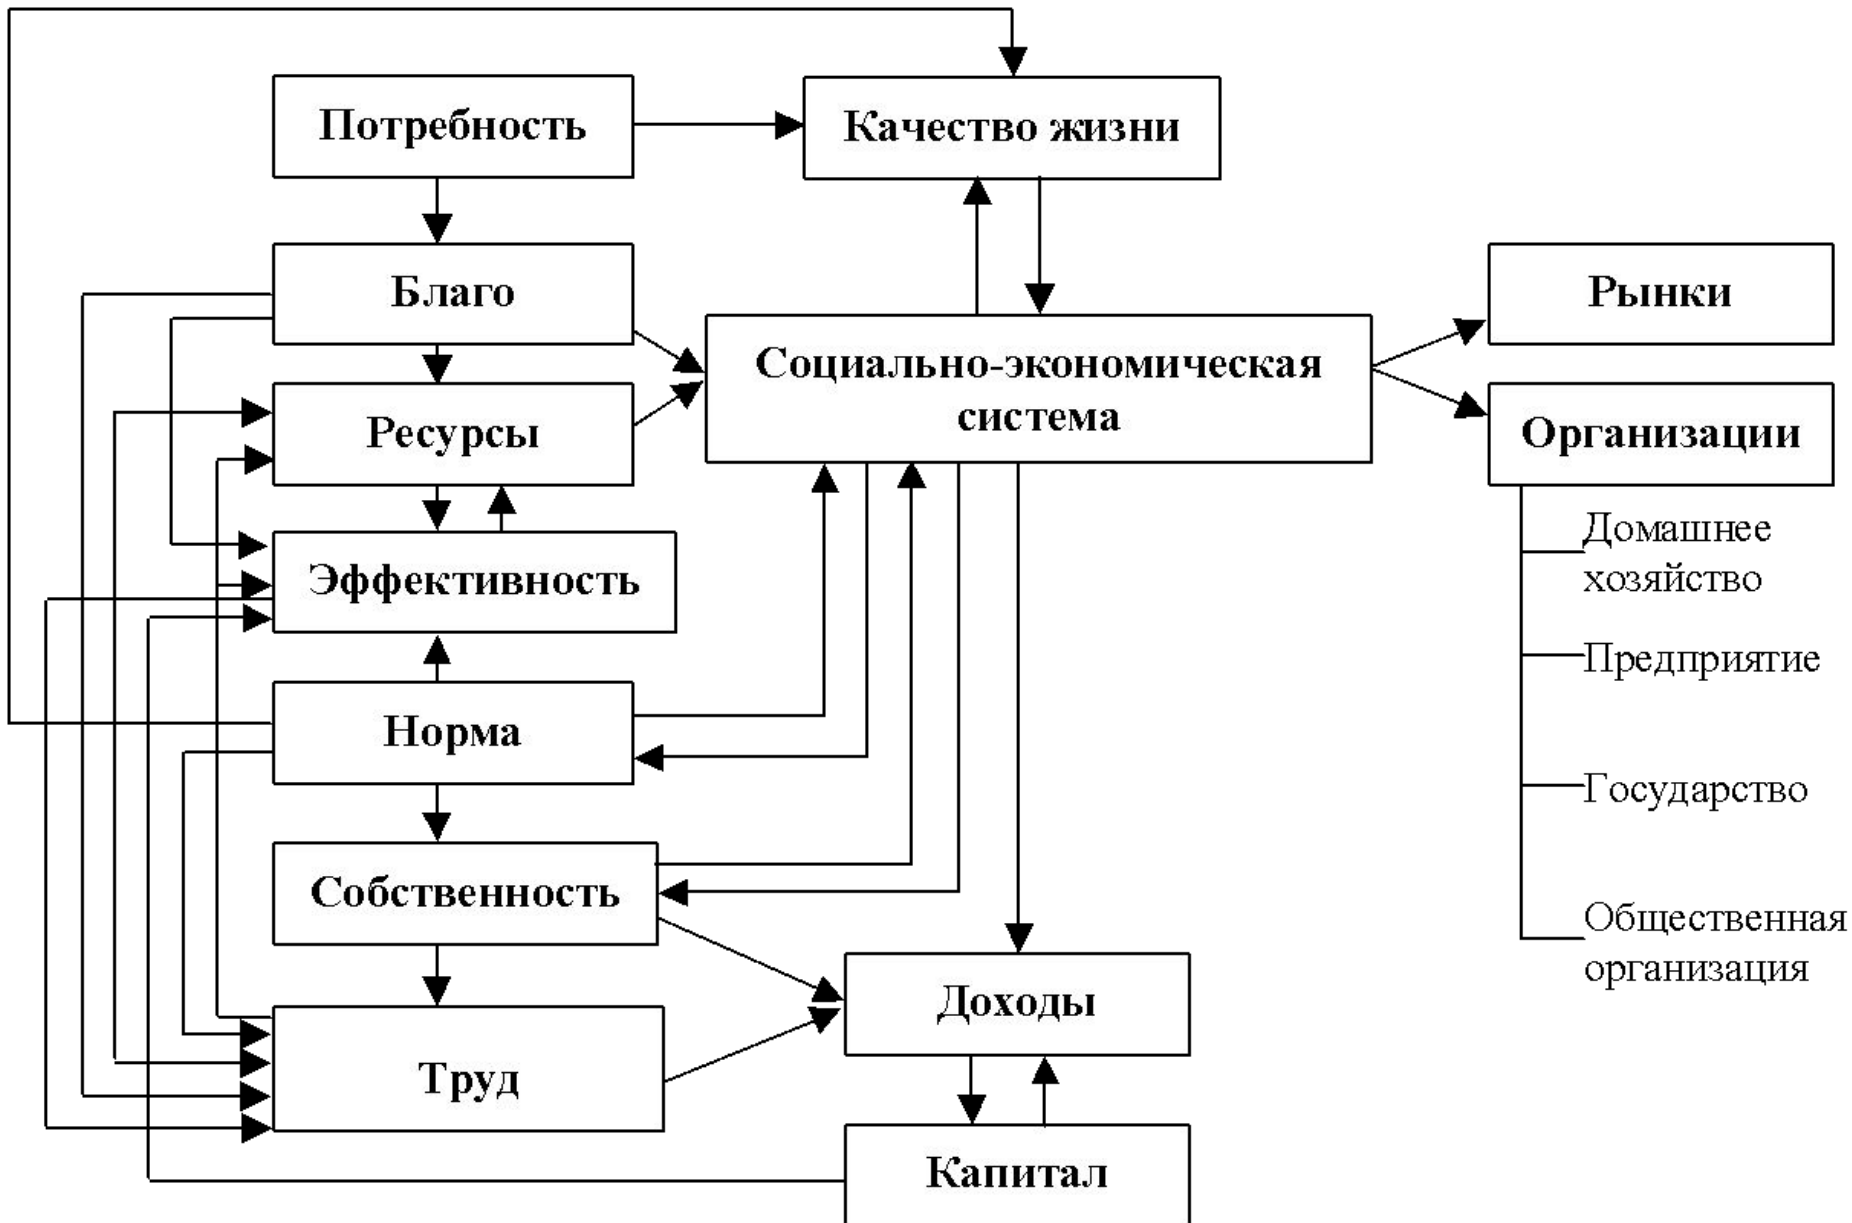 Потребность
Качество жизни
Благо
Рынки
Социально-экономическая
система
Ресурсы
Организации
Домашнее
хозяйство
Эффективность
Предприятие
Норма
Государство
Собственность
Общественная
организация
Доходы
Труд
Капитал